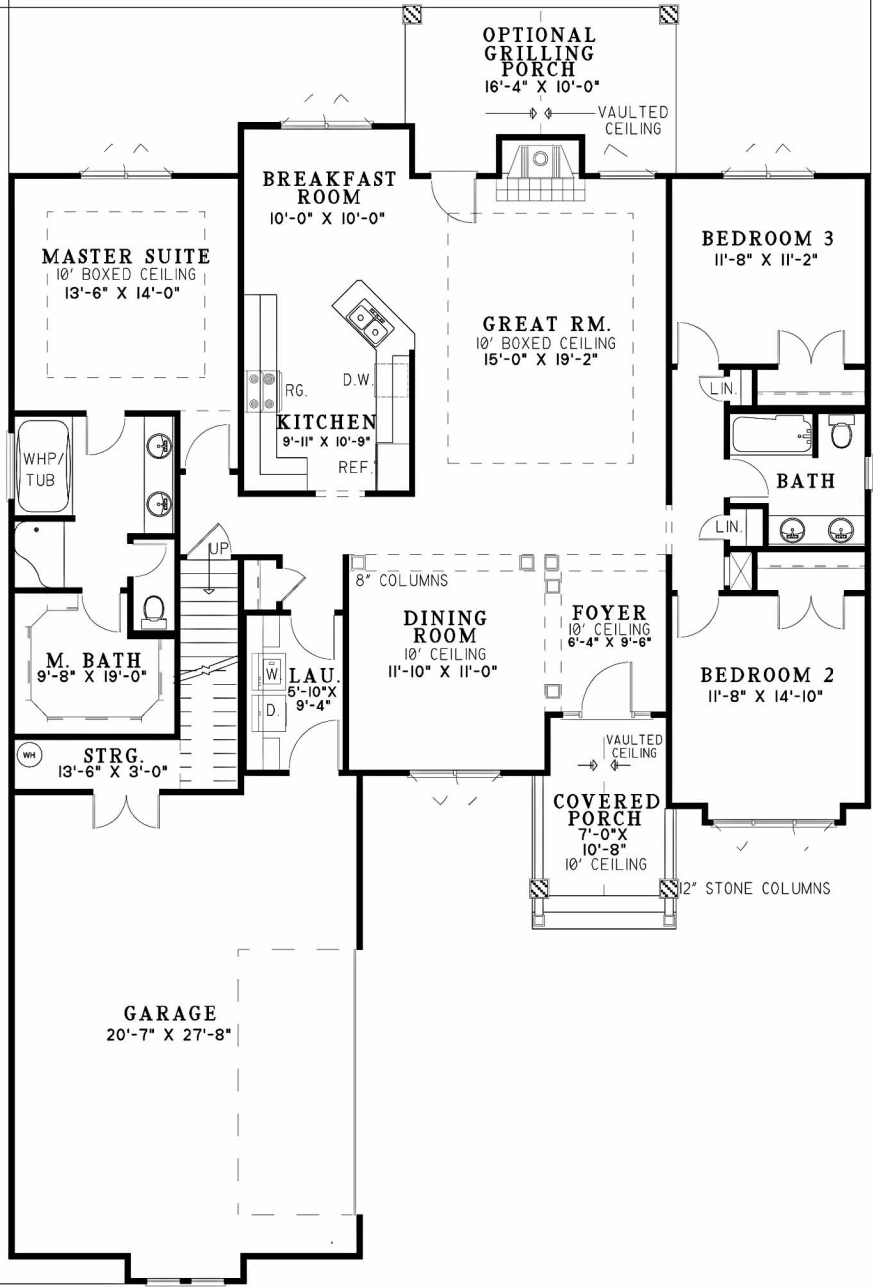 OPTIONAL
GRILLING
PORCH
16'-4" X 10'-0"
VAULTED
CEILING
BREAKFAST
ROOM
10'-0" X 10'-0"
MASTER SUITE
10' BOXED CEILING
13'-6" X 14'-0"
BEDROOM 3
11'-8" X 11'-2"
GREAT RM.
10' BOXED CEILING
15'-0" X 19'-2"
RG.
D.W.
LIN.
KITCHEN
9'-11" X 10'-9"
REF.
WHP/
TUB
BATH
LIN.
UP
8" COLUMNS
DINING
ROOM
10' CEILING
11'-10" X 11'-0"
FOYER
10' CEILING
6'-4" X 9'-6"
M. BATH
9'-8" X 19'-0"
W.
D.
LAU.
5'-10"X
9'-4"
BEDROOM 2
11'-8" X 14'-10"
WH
STRG.
13'-6" X 3'-0"
VAULTED
CEILING
COVERED
PORCH
7'-0"X
10'-8"
10' CEILING
12" STONE COLUMNS
GARAGE
20'-7" X 27'-8"